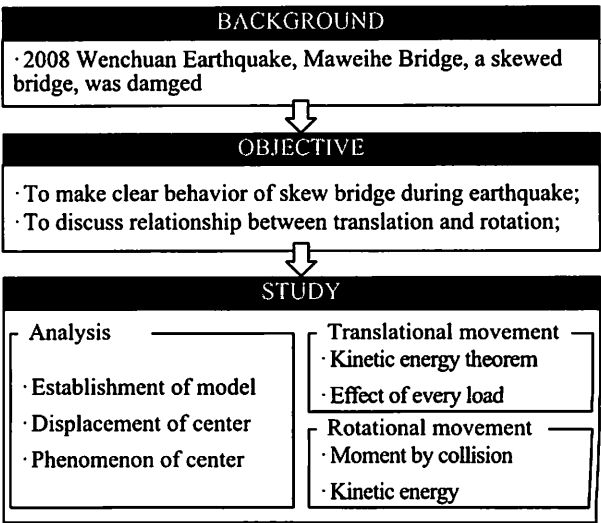 BACKGROUND
·2008 Wenchuan Earthquake, Maweihe Bridge, a skewed
bridge, was damged
OBJECTIVE
·To make clear behavior of skew bridge during earthquake;
·To discuss relationship between translation and rotation;
STUDY
Analysis
·Establishment of model
·Displacement of center
·Phenomenon of center
Translational movement
·Kinetic energy theorem
·Effect of every load
Rotational movement
·Moment by collision
·Kinetic energy